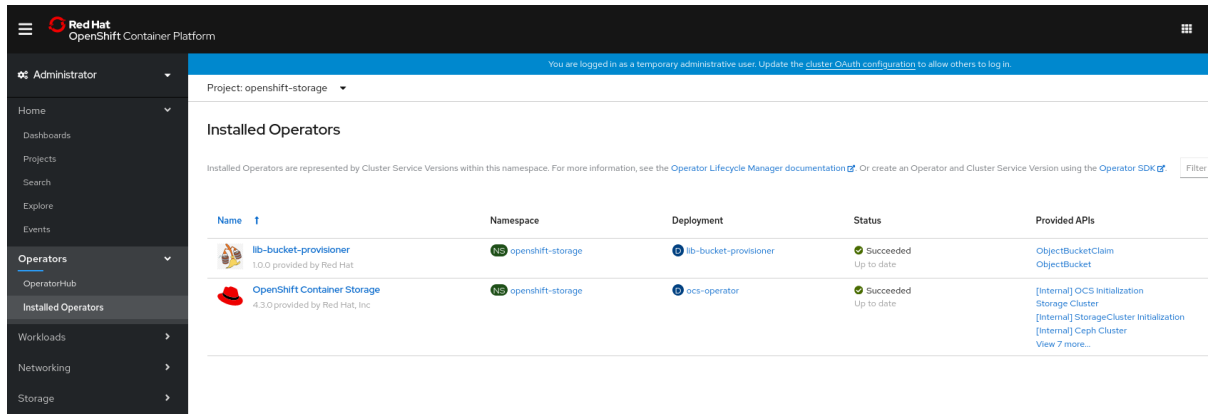 Red Hat
OpenShift Container Platform
Administrator
You are logged in as a temporary administrative user. Update the cluster OAuth configuration to allow others to log in.
Project: openshift-storage
Home
Dashboards
Projects
Search
Explore
Events
Operators
OperatorHub
Installed Operators
Workloads
Networking
Storage
Installed Operators
Installed Operators are represented by Cluster Service Versions within this namespace. For more information, see the Operator Lifecycle Manager documentation. Or create an Operator and Cluster Service Version using the Operator SDK.
Filter
Name Namespace Deployment Status Provided APIs
lib-bucket-provisioner NS openshift-storage D lib-bucket-provisioner Succeeded ObjectBucketClaim
1.0.0 provided by Red Hat Up to date ObjectBucket
OpenShift Container Storage NS openshift-storage D ocs-operator Succeeded [Internal] OCS Initialization
4.3.0 provided by Red Hat, Inc Up to date Storage Cluster
[Internal] StorageCluster Initialization
[Internal] Ceph Cluster
View 7 more...